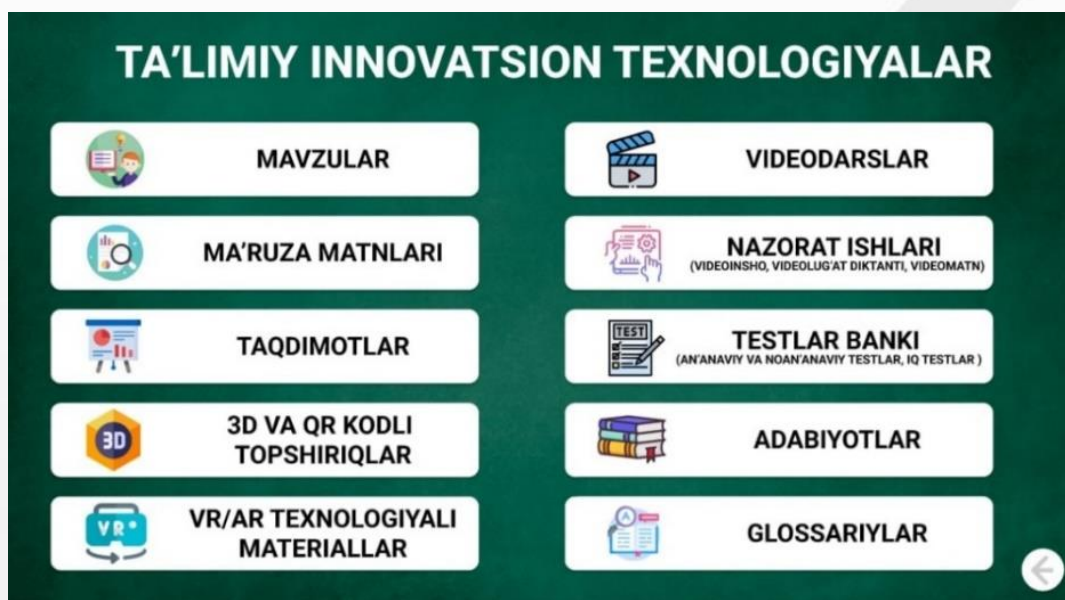 TA’LIMIY INNOVATSION TEXNOLOGIYALAR
MAVZULAR
MA’RUZA MATNLARI
TAQDIMOTLAR
3D
3D VA QR KODLI
TOPSHIRIQLAR
VR
VR/AR TEXNOLOGIYALI
MATERIALLAR
VIDEODARSLAR
NAZORAT ISHLARI
(VIDEOINSHO, VIDEOLUG’AT DIKTANTI, VIDEOMATN)
TEST
TESTLAR BANKI
(AN’ANAVIY VA NOAN’ANAVIY TESTLAR, IQ TESTLAR )
ADABIYOTLAR
A
GLOSSARIYLAR